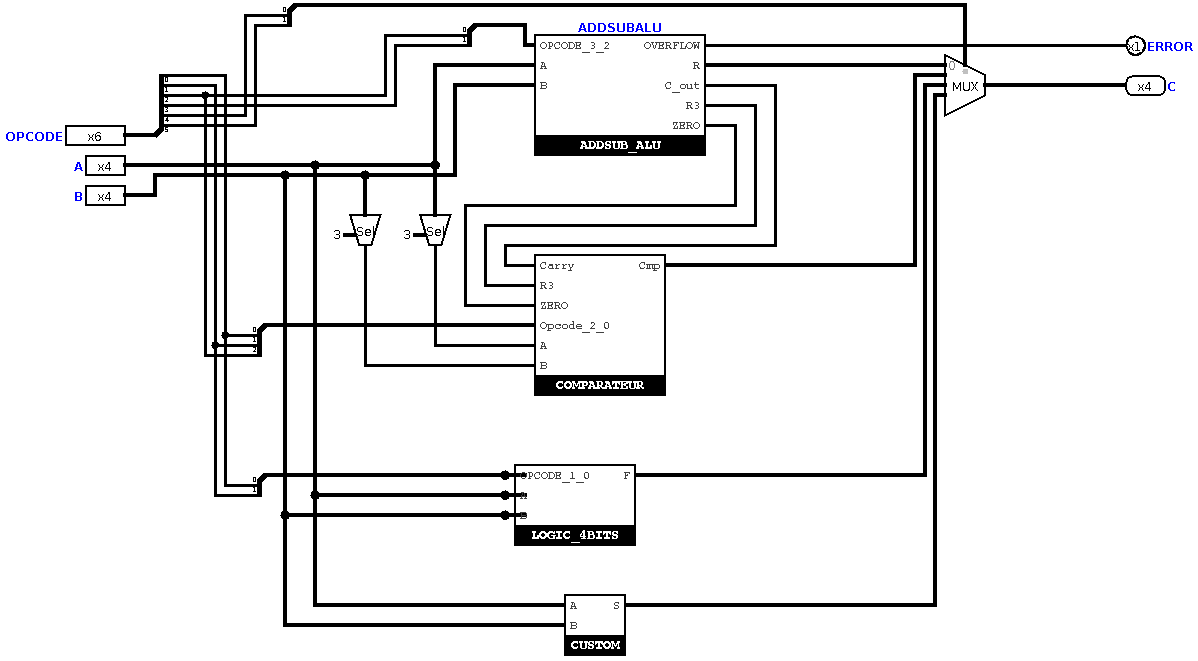 0
1
0
1
ADDSUBALU
OPCODE_3_2 OVERFLOW
A R
B C_out
R3
ZERO
ADDSUB_ALU
x1 ERROR
0
MUX
x4 C
0
1
2
3
4
5
OPCODE x6
A x4
B x4
3 Sel
3 Sel
Carry Cmp
R3
ZERO
Opcode_2_0
A
B
COMPARATEUR
0
1
2
0
1
OPCODE_1_0 F
A
B
LOGIC_4BITS
A S
B
CUSTOM